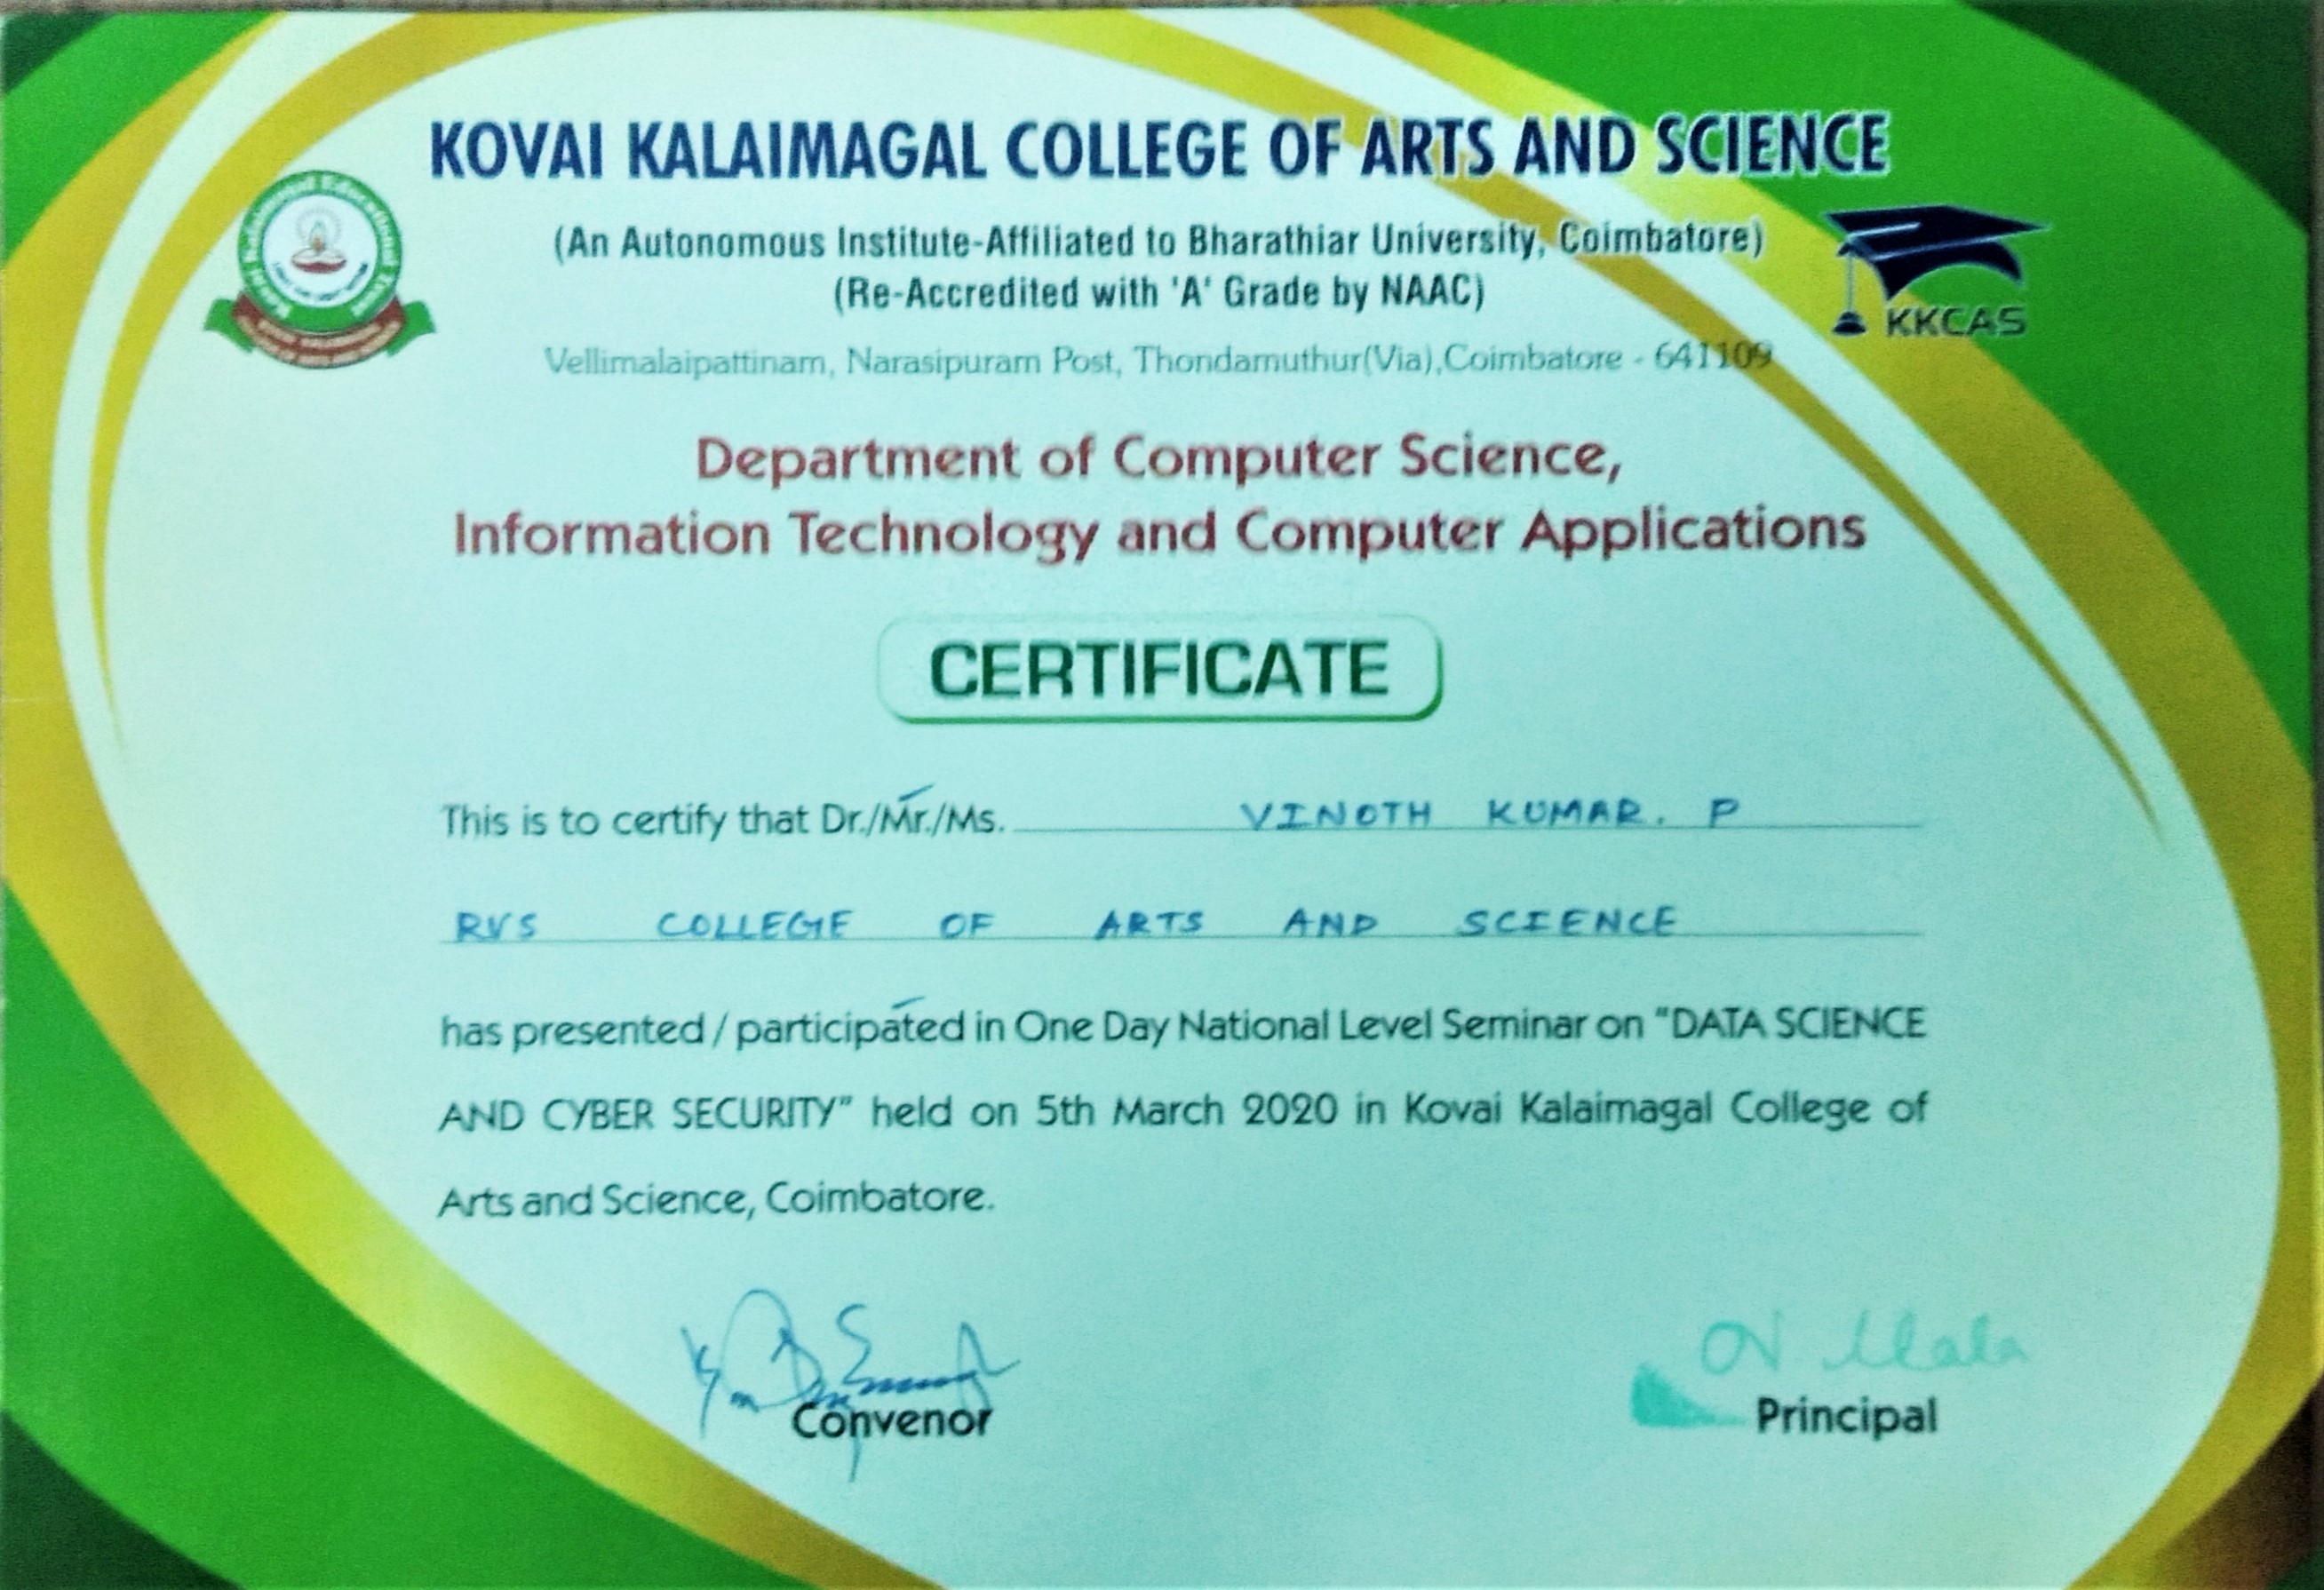 KOVAI KALAIMAGAL COLLEGE OF ARTS AND SCIENCE
(An Autonomous Institute-Affiliated to Bharathiar University, Coimbatore)
(Re-Accredited with 'A' Grade by NAAC)
KKCAS
Vellimalaipattinam, Narasipuram Post, Thondamuthur(Via),Coimbatore - 641109
Department of Computer Science,
Information Technology and Computer Applications
CERTIFICATE
This is to certify that Dr./Mr./Ms. VINOTH KUMAR. P
RVS COLLEGE OF ARTS AND SCIENCE
has presented / participated in One Day National Level Seminar on "DATA SCIENCE
AND CYBER SECURITY" held on 5th March 2020 in Kovai Kalaimagal College of
Arts and Science, Coimbatore.
Convenor
Principal